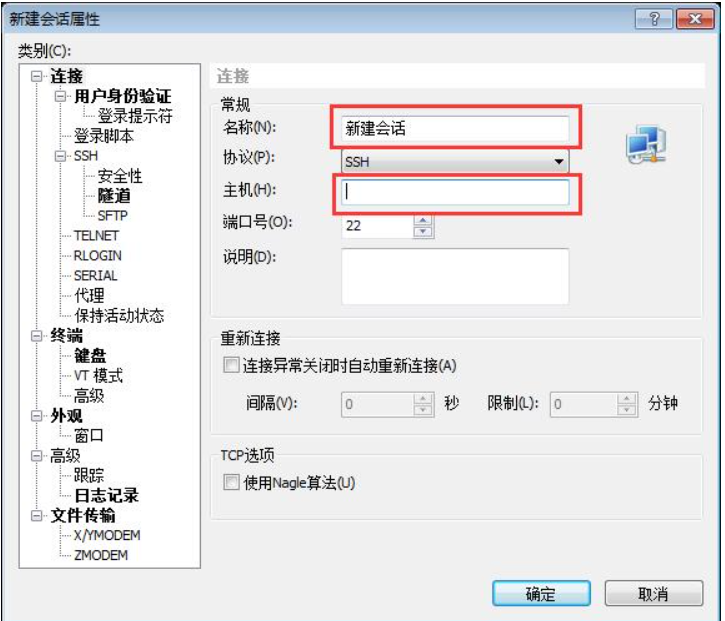 新建会话属性
类别(C):
连接
用户身份验证
登录提示符
登录脚本
SSH
安全性
隧道
SFTP
TELNET
RLOGIN
SERIAL
代理
保持活动状态
终端
键盘
VT 模式
高级
外观
窗口
高级
跟踪
日志记录
文件传输
X/YMODEM
ZMODEM
连接
常规
名称(N): 新建会话
协议(P): SSH
主机(H):
端口号(O): 22
说明(D):
重新连接
连接异常关闭时自动重新连接(A)
间隔(V): 0 秒 限制(L): 0 分钟
TCP选项
使用Nagle算法(U)
确定 取消